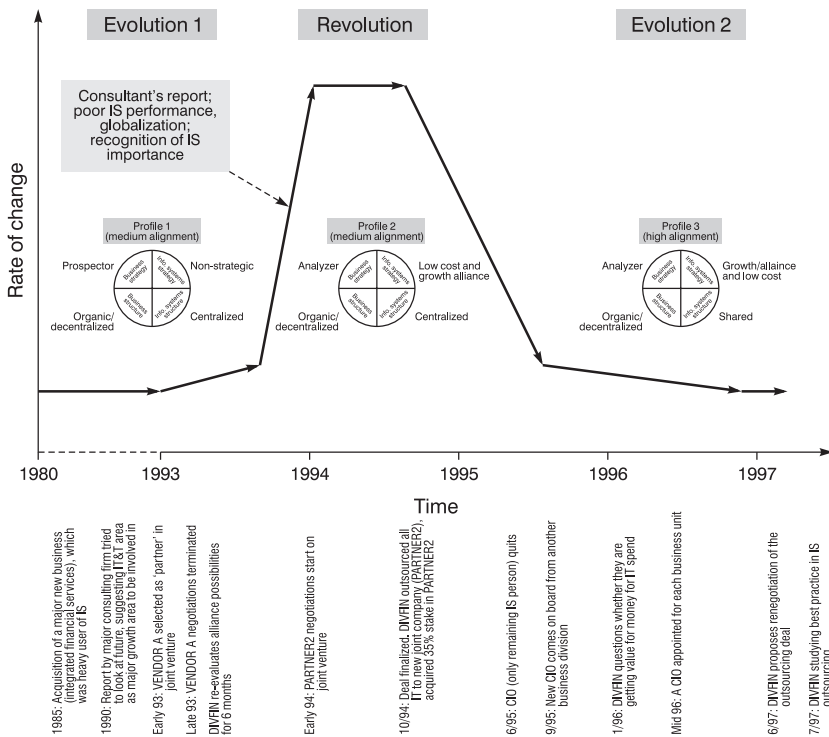 Evolution 1
Revolution
Evolution 2
Consultant's report;
poor IS performance,
globalization;
recognition of IS
importance
Rate of change
Profile 1
(medium alignment)
Prospector
Non-strategic
Business
strategy
Info. systems
strategy
Business
structure
Info. systems
structure
Organic/
decentralized
Centralized
Profile 2
(medium alignment)
Analyzer
Low cost and
growth alliance
Business
strategy
Info. systems
strategy
Business
structure
Info. systems
structure
Organic/
decentralized
Centralized
Profile 3
(high alignment)
Analyzer
Growth/allaince
and low cost
Business
strategy
Info. systems
strategy
Business
structure
Info. systems
structure
Organic/
decentralized
Shared
1980
1993
1994
1995
1996
1997
Time
1985: Acquisition of a major new business
(integrated financial services), which
was heavy user of IS
1990: Report by major consulting firm tried
to look at future, suggesting IT&T area
as major growth area to be involved in
Early 93: VENDOR A selected as 'partner' in
joint venture
Late 93: VENDOR A negotiations terminated
DIVFIN re-evaluates alliance possibilities
for 6 months
Early 94: PARTNER2 negotiations start on
joint venture
10/94: Deal finalized. DIVFIN outsourced all
IT to new joint company (PARTNER2),
acquired 35% stake in PARTNER2
6/95: CIO (only remaining IS person) quits
9/95: New CIO comes on board from another
business division
1/96: DIVFIN questions whether they are
getting value for money for IT spend
Mid 96: A CIO appointed for each business unit
6/97: DIVFIN proposes renegotiation of the
outsourcing deal
7/97: DIVFIN studying best practice in IS
outsourcing